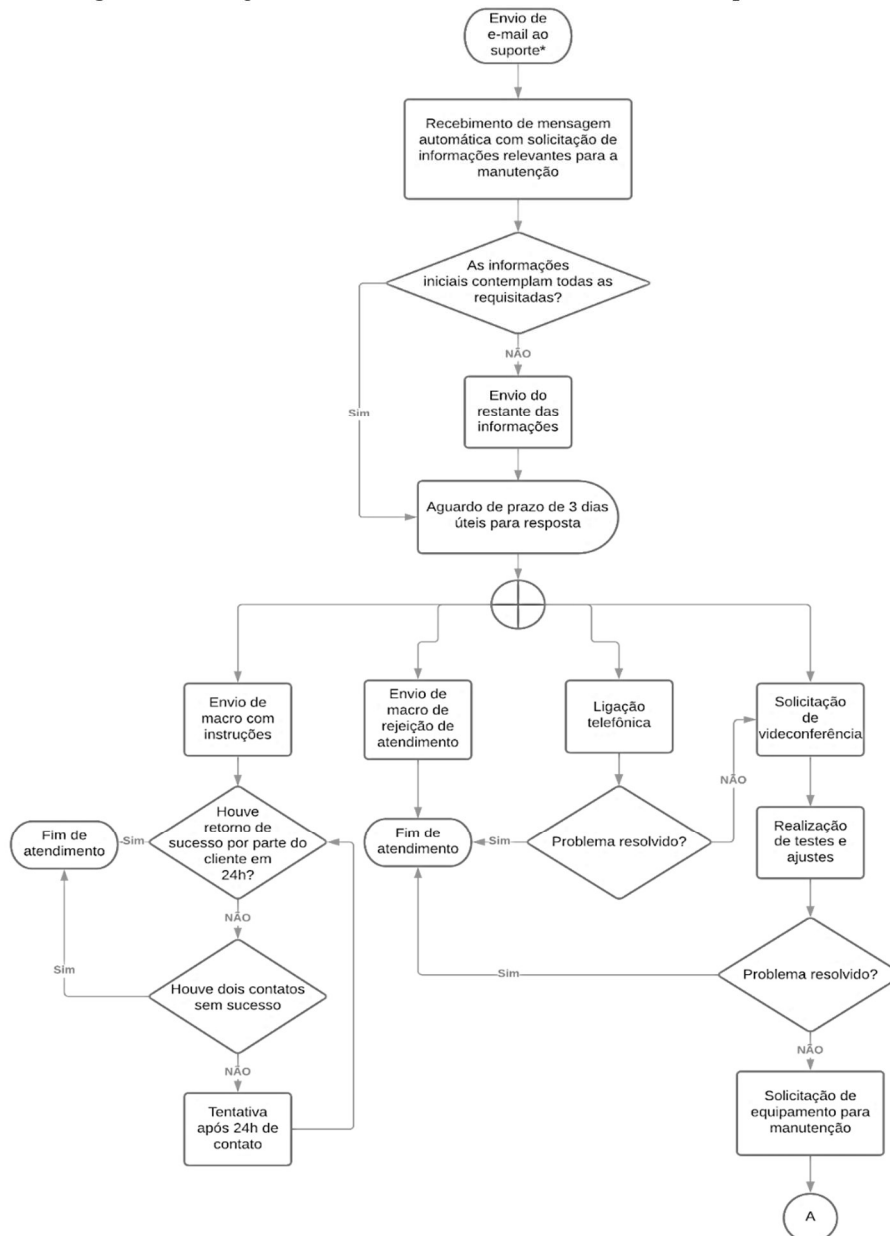 Envio de
e-mail ao
suporte*
Recebimento de mensagem
automática com solicitação de
informações relevantes para a
manutenção
As informações
iniciais contemplam todas as
requisitadas?
NÃO
Sim
Envio do
restante das
informações
Aguardo de prazo de 3 dias
úteis para resposta
Envio de
macro com
instruções
Envio de
macro de
rejeição de
atendimento
Ligação
telefônica
Solicitação
de
videconferência
NÃO
Houve
retorno de
sucesso por parte do
cliente em
24h?
Sim
Fim de
atendimento
Fim de
atendimento
Sim
Problema resolvido?
Realização
de testes e
ajustes
NÃO
Sim
Houve dois contatos
sem sucesso
Sim
Problema resolvido?
NÃO
NÃO
Tentativa
após 24h de
contato
Solicitação de
equipamento para
manutenção
A